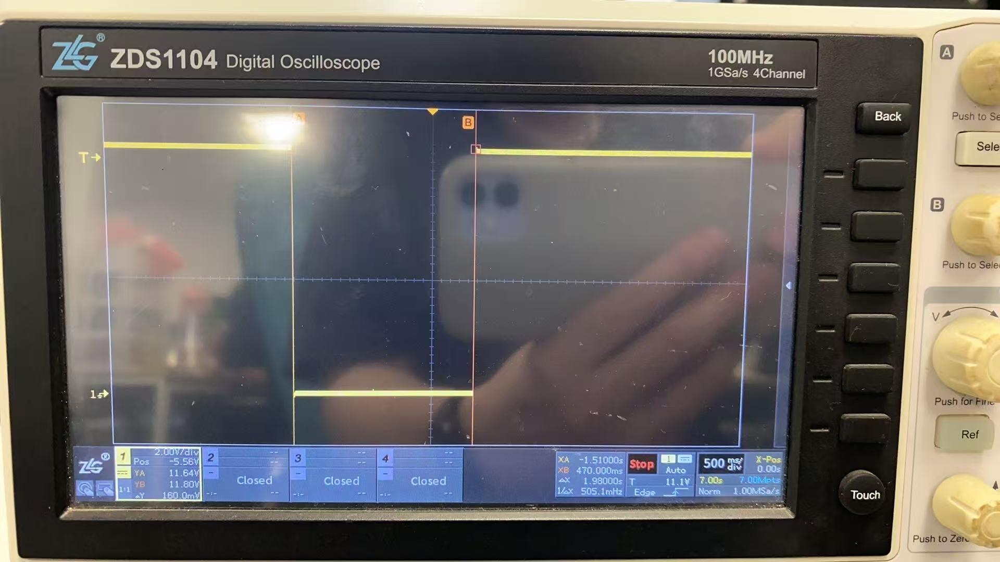 ZLG® ZDS1104 Digital Oscilloscope
100MHz
1GSa/s 4Channel
A
Push to Se
Back
Sele
A
B
T
B
Push to Sele
V
1
Push for Fine
Ref
ZLG®
1
2.00V/div
Pos -5.56V
YA 11.64V
YB 11.80V
1:1
△Y 160.0mV
2
--
--
Closed
-:-
--
3
--
--
Closed
-:-
--
4
--
--
Closed
-:-
--
XA -1.51000s
XB 470.000ms
△X 1.98000s
1/△X 505.1mHz
Stop
1
Auto
T 11.1V
Edge
500 ms/div
X-Pos
0.00s
7.00s 7.00Mpts
Norm 1.00MSa/s
Touch
Push to Zero